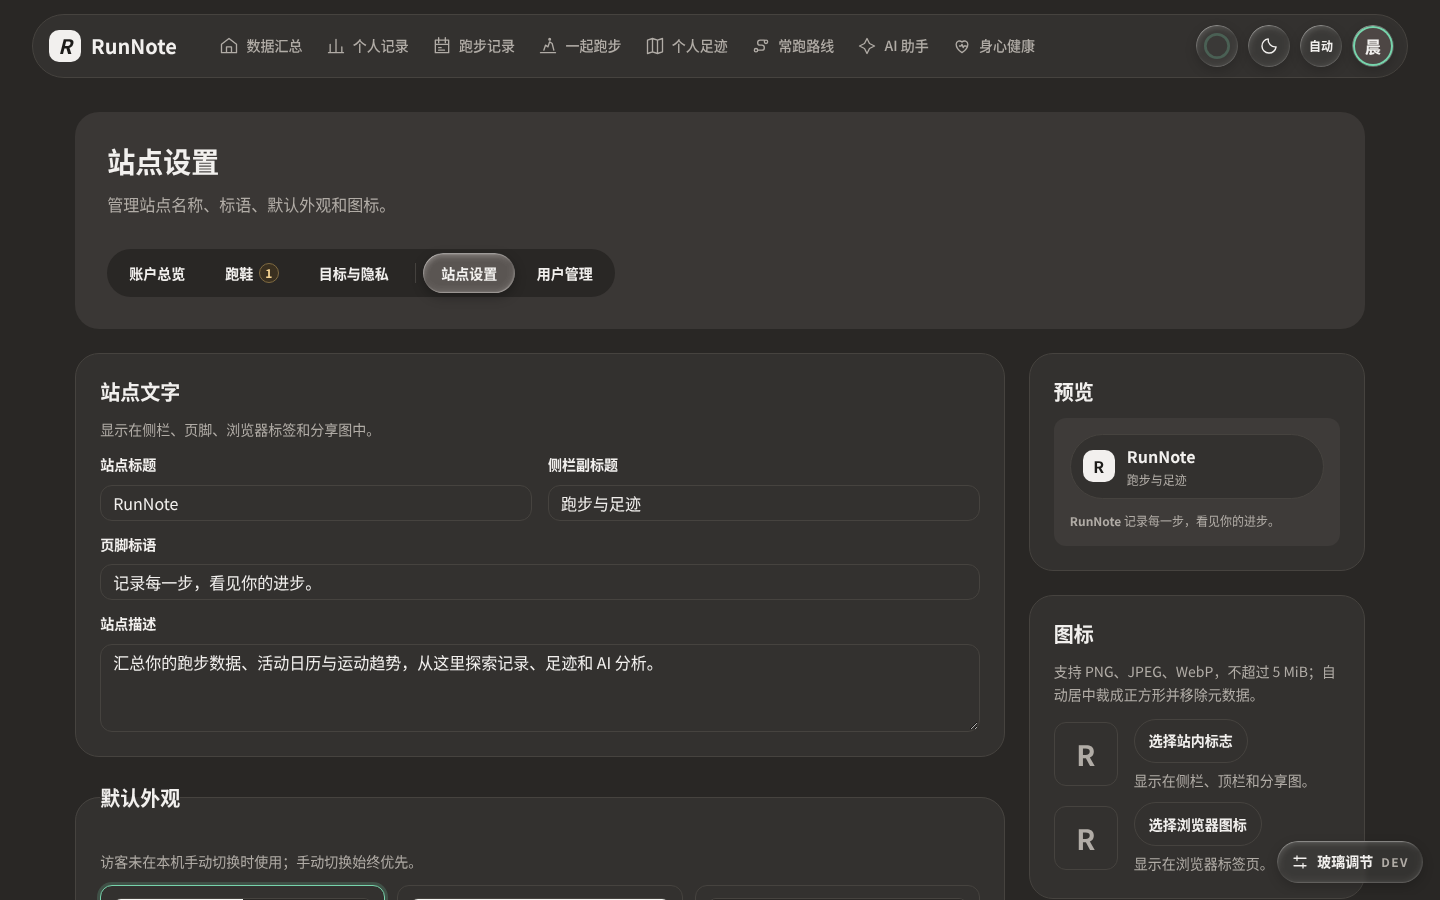 R RunNote 数据汇总 个人记录 跑步记录 一起跑步 个人足迹 常跑路线 AI 助手 身心健康 自动 晨
站点设置
管理站点名称、标语、默认外观和图标。
账户总览 跑鞋 1 目标与隐私 站点设置 用户管理
站点文字
显示在侧栏、页脚、浏览器标签和分享图中。
站点标题 侧栏副标题
RunNote 跑步与足迹
页脚标语
记录每一步，看见你的进步。
站点描述
汇总你的跑步数据、活动日历与运动趋势，从这里探索记录、足迹和 AI 分析。
默认外观
访客未在本机手动切换时使用；手动切换始终优先。
预览
R RunNote
跑步与足迹
RunNote 记录每一步，看见你的进步。
图标
支持 PNG、JPEG、WebP，不超过 5 MiB；自
动居中裁成正方形并移除元数据。
R 选择站内标志
显示在侧栏、顶栏和分享图。
R 选择浏览器图标
显示在浏览器标签页。
玻璃调节 DEV